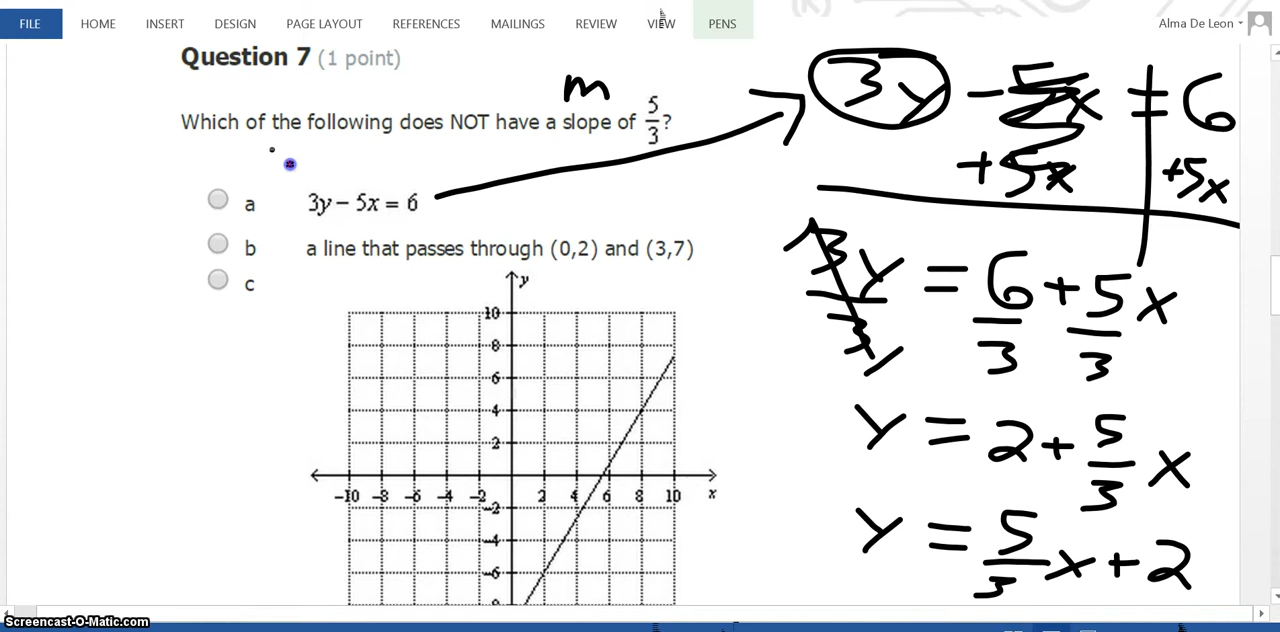 FILE HOME INSERT DESIGN PAGE LAYOUT REFERENCES MAILINGS REVIEW VIEW PENS Alma De Leon
Question 7 (1 point)
m
Which of the following does NOT have a slope of 5/3?
a 3y − 5x = 6
b a line that passes through (0,2) and (3,7)
c
y
10
8
6
4
2
−10 −8 −6 −4 −2 2 4 6 8 10 x
−2
−4
−6
3y − 5x = 6
+5x +5x
3y = 6 + 5x
3 3 3
y = 2 + 5/3 x
y = 5/3 x + 2
Screencast-O-Matic.com